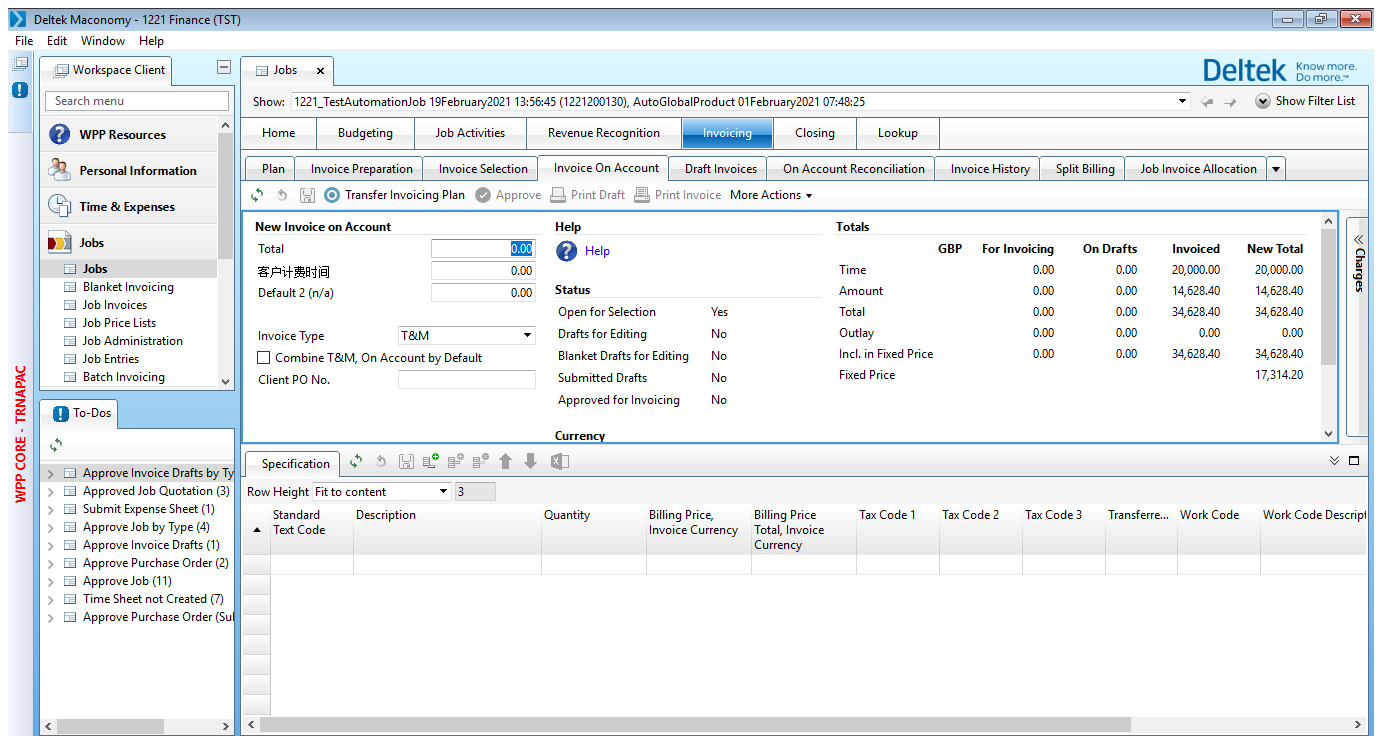 Deltek Maconomy - 1221 Finance (TST)
File Edit Window Help
Workspace Client
Search menu
WPP Resources
Personal Information
Time & Expenses
Jobs
Jobs
Blanket Invoicing
Job Invoices
Job Price Lists
Job Administration
Job Entries
Batch Invoicing
WPP CORE - TRNAPAC
To-Dos
Approve Invoice Drafts by Ty
Approved Job Quotation (3)
Submit Expense Sheet (1)
Approve Job by Type (4)
Approve Invoice Drafts (1)
Approve Purchase Order (2)
Approve Job (11)
Time Sheet not Created (7)
Approve Purchase Order (Sul
Jobs
Deltek Know more. Do more.™
Show: 1221_TestAutomationJob 19February2021 13:56:45 (1221200130), AutoGlobalProduct 01February2021 07:48:25 Show Filter List
Home Budgeting Job Activities Revenue Recognition Invoicing Closing Lookup
Plan Invoice Preparation Invoice Selection Invoice On Account Draft Invoices On Account Reconciliation Invoice History Split Billing Job Invoice Allocation
Transfer Invoicing Plan Approve Print Draft Print Invoice More Actions
New Invoice on Account
Total 0.00
客户计费时间 0.00
Default 2 (n/a) 0.00
Invoice Type T&M
Combine T&M, On Account by Default
Client PO No.
Help
Help
Status
Open for Selection Yes
Drafts for Editing No
Blanket Drafts for Editing No
Submitted Drafts No
Approved for Invoicing No
Currency
Totals
GBP For Invoicing On Drafts Invoiced New Total
Time 0.00 0.00 20,000.00 20,000.00
Amount 0.00 0.00 14,628.40 14,628.40
Total 0.00 0.00 34,628.40 34,628.40
Outlay 0.00 0.00 0.00 0.00
Incl. in Fixed Price 0.00 0.00 34,628.40 34,628.40
Fixed Price 17,314.20
Charges
Specification
Row Height Fit to content 3
Standard Text Code Description Quantity Billing Price, Invoice Currency Billing Price Total, Invoice Currency Tax Code 1 Tax Code 2 Tax Code 3 Transferre... Work Code Work Code Descript